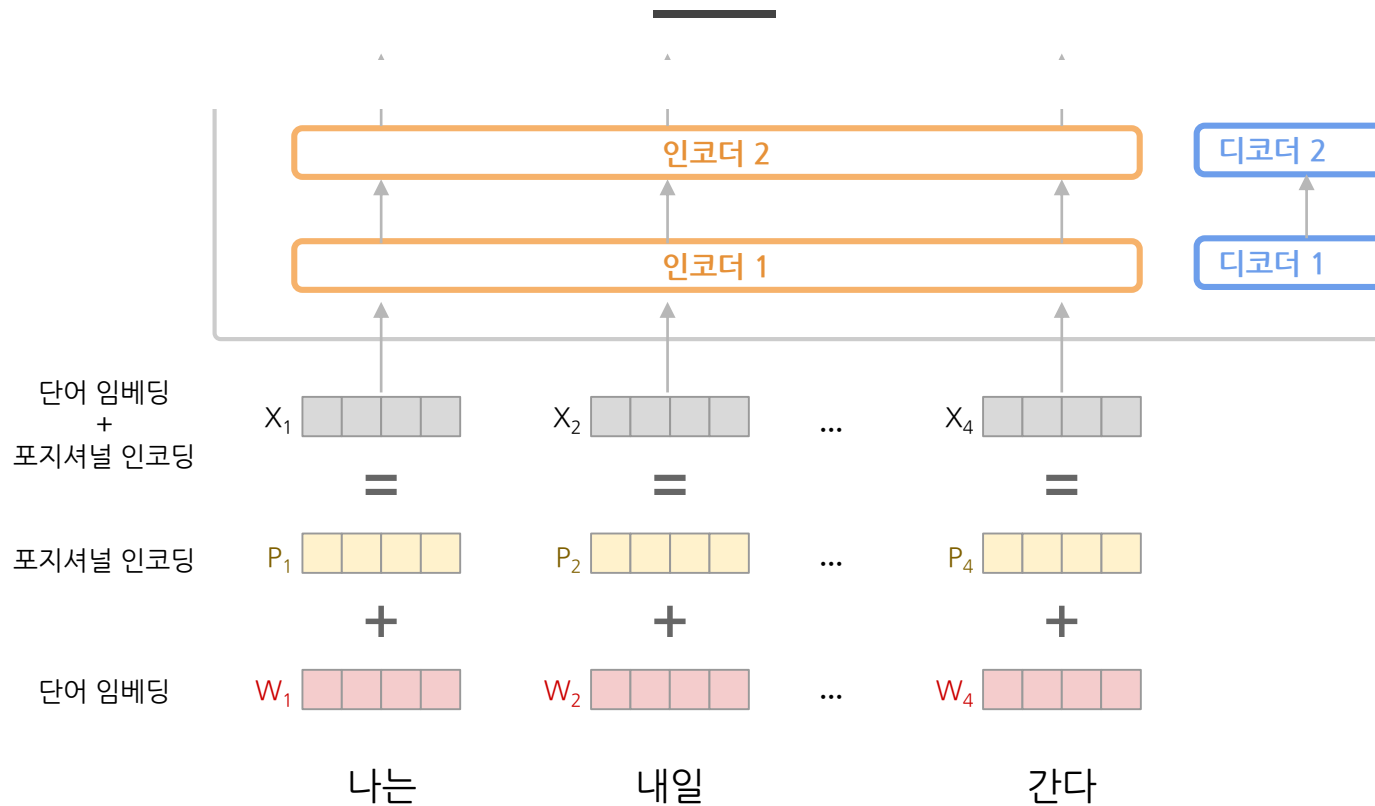 인코더 2
디코더 2
인코더 1
디코더 1
단어 임베딩
+
포지셔널 인코딩
X₁
X₂
...
X₄
= = =
포지셔널 인코딩
P₁
P₂
...
P₄
+ + +
단어 임베딩
W₁
W₂
...
W₄
나는
내일
간다